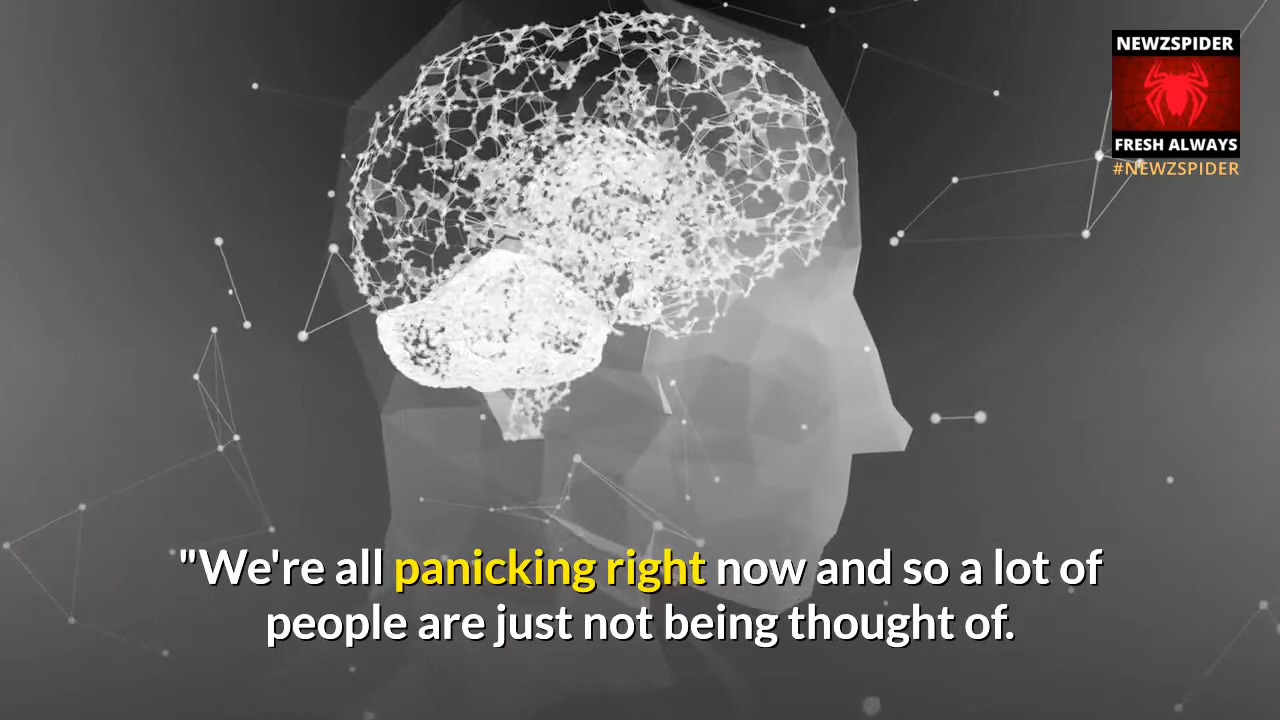 NEWZSPIDER
FRESH ALWAYS
#NEWZSPIDER
"We're all panicking right now and so a lot of
people are just not being thought of.